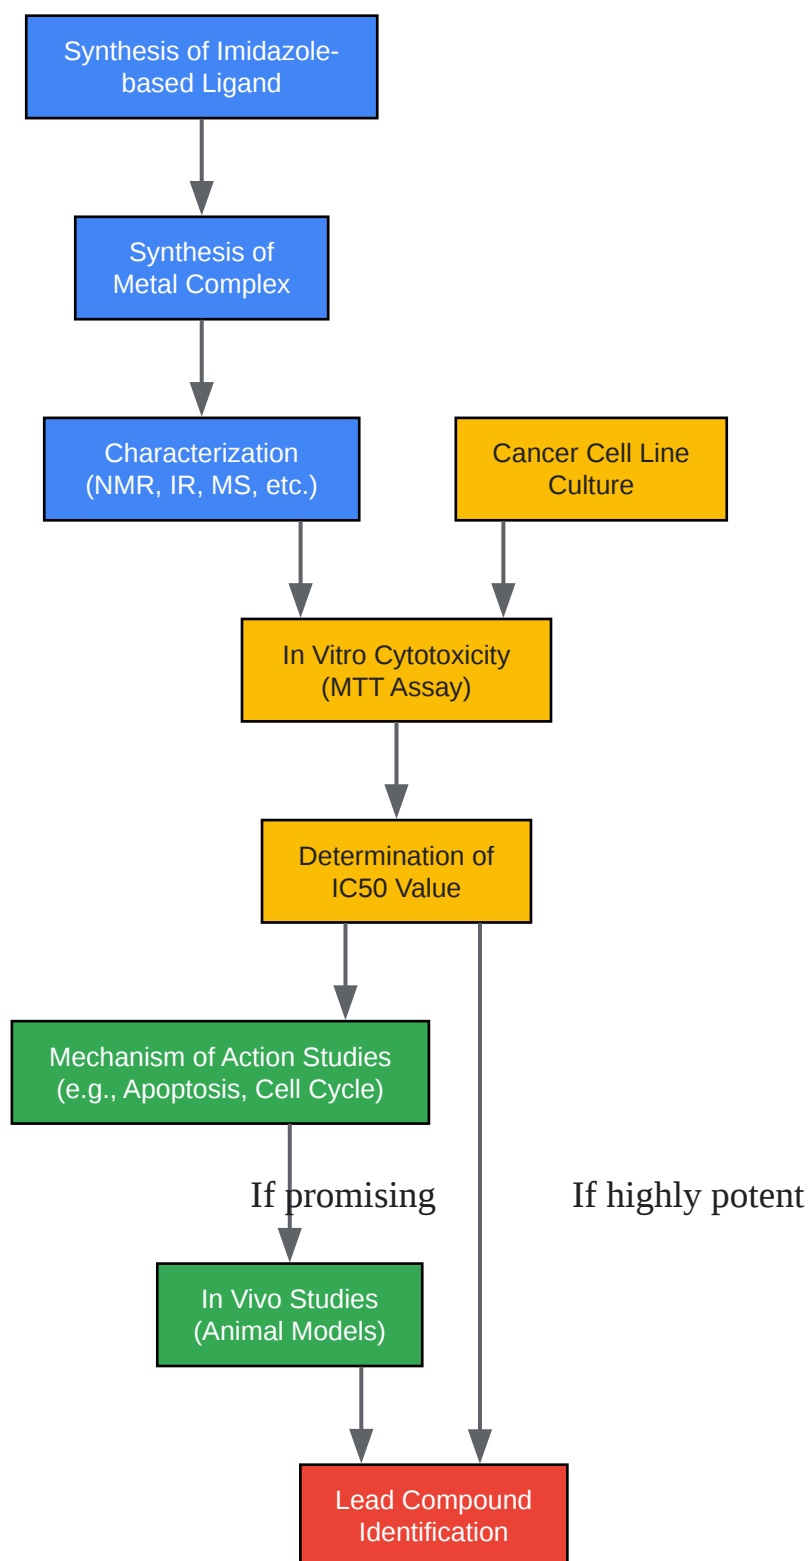 Synthesis of Imidazole-
based Ligand
Synthesis of
Metal Complex
Characterization
(NMR, IR, MS, etc.)
Cancer Cell Line
Culture
In Vitro Cytotoxicity
(MTT Assay)
Determination of
IC50 Value
Mechanism of Action Studies
(e.g., Apoptosis, Cell Cycle)
If promising
If highly potent
In Vivo Studies
(Animal Models)
Lead Compound
Identification